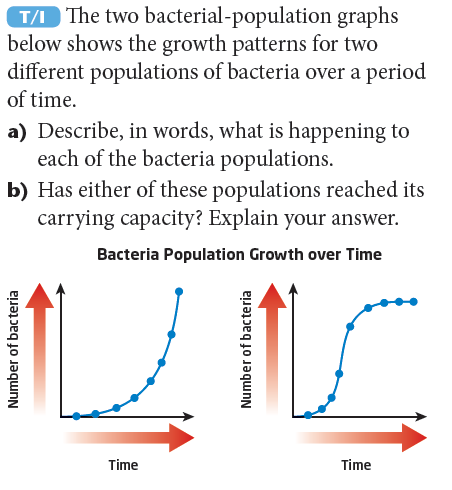 T/I The two bacterial-population graphs
below shows the growth patterns for two
different populations of bacteria over a period
of time.
a) Describe, in words, what is happening to
each of the bacteria populations.
b) Has either of these populations reached its
carrying capacity? Explain your answer.
Bacteria Population Growth over Time
Number of bacteria
Time
Number of bacteria
Time